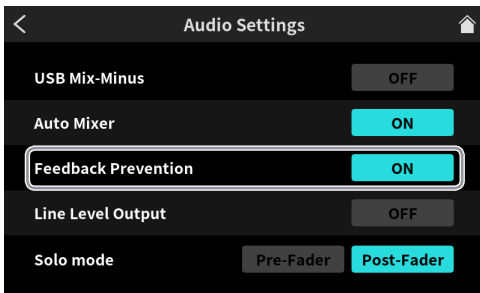 Audio Settings
USB Mix-Minus OFF
Auto Mixer ON
Feedback Prevention ON
Line Level Output OFF
Solo mode Pre-Fader Post-Fader